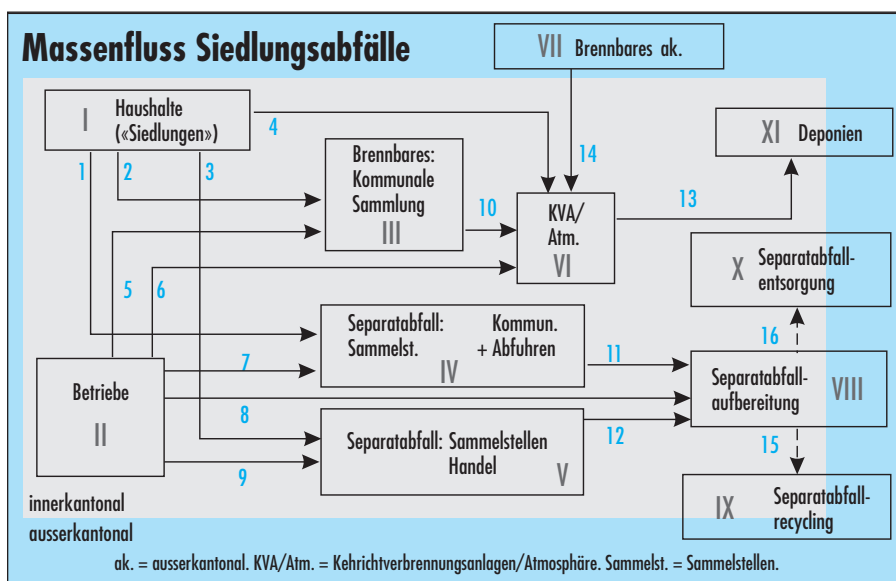 Massenfluss Siedlungsabfälle
VII Brennbares ak.
I Haushalte
(«Siedlungen»)
4
XI Deponien
1
2
3
14
Brennbares:
Kommunale
Sammlung
III
10
KVA/
Atm.
VI
13
X Separatabfall-
entsorgung
5
6
Separatabfall: Kommun.
Sammelst. + Abfuhren
IV
11
16
7
Betriebe
II
Separatabfall-
aufbereitung
VIII
8
12
Separatabfall: Sammelstellen
Handel
V
15
9
innerkantonal
ausserkantonal
IX Separatabfall-
recycling
ak. = ausserkantonal. KVA/Atm. = Kehrichtverbrennungsanlagen/Atmosphäre. Sammelst. = Sammelstellen.